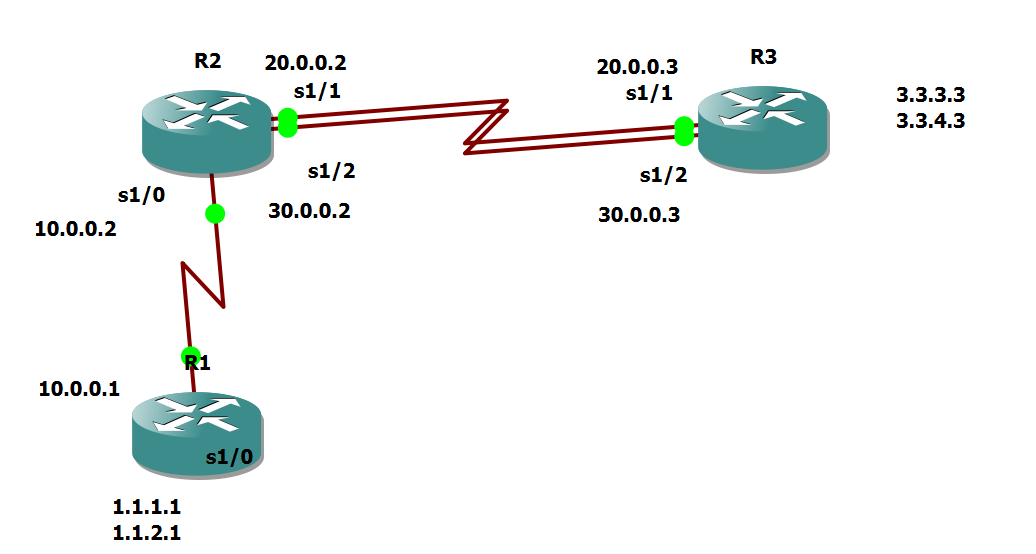 R2
20.0.0.2
s1/1
R3
20.0.0.3
s1/1
3.3.3.3
3.3.4.3
s1/2
s1/2
s1/0
30.0.0.2
30.0.0.3
10.0.0.2
R1
10.0.0.1
s1/0
1.1.1.1
1.1.2.1